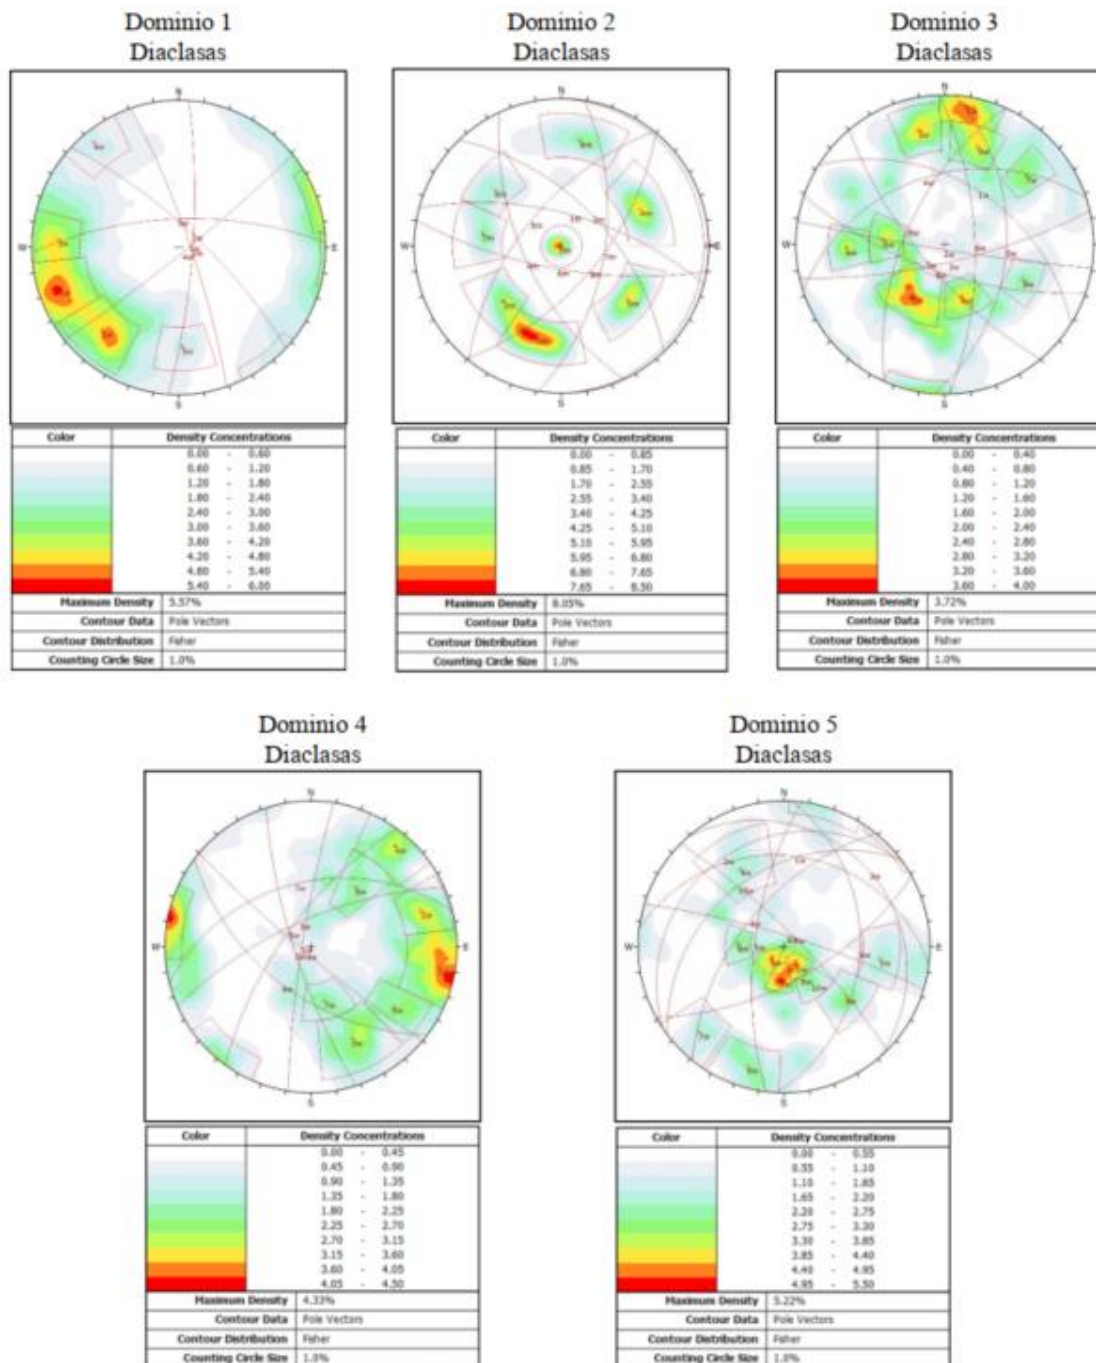 Dominio 1
Diaclasas
Dominio 2
Diaclasas
Dominio 3
Diaclasas
N
W
E
S
N
W
E
S
N
W
E
S
Color Density Concentrations
0.00 - 0.60
0.60 - 1.20
1.20 - 1.80
1.80 - 2.40
2.40 - 3.00
3.00 - 3.60
3.60 - 4.20
4.20 - 4.80
4.80 - 5.40
5.40 - 6.00
Maximum Density 5.57%
Contour Data Pole Vectors
Contour Distribution Fisher
Counting Circle Size 1.0%
Color Density Concentrations
0.00 - 0.85
0.85 - 1.70
1.70 - 2.55
2.55 - 3.40
3.40 - 4.25
4.25 - 5.10
5.10 - 5.95
5.95 - 6.80
6.80 - 7.65
7.65 - 8.50
Maximum Density 8.05%
Contour Data Pole Vectors
Contour Distribution Fisher
Counting Circle Size 1.0%
Color Density Concentrations
0.00 - 0.40
0.40 - 0.80
0.80 - 1.20
1.20 - 1.60
1.60 - 2.00
2.00 - 2.40
2.40 - 2.80
2.80 - 3.20
3.20 - 3.60
3.60 - 4.00
Maximum Density 3.72%
Contour Data Pole Vectors
Contour Distribution Fisher
Counting Circle Size 1.0%
Dominio 4
Diaclasas
Dominio 5
Diaclasas
N
W
E
S
N
W
E
S
Color Density Concentrations
0.00 - 0.45
0.45 - 0.90
0.90 - 1.35
1.35 - 1.80
1.80 - 2.25
2.25 - 2.70
2.70 - 3.15
3.15 - 3.60
3.60 - 4.05
4.05 - 4.50
Maximum Density 4.33%
Contour Data Pole Vectors
Contour Distribution Fisher
Counting Circle Size 1.0%
Color Density Concentrations
0.00 - 0.55
0.55 - 1.10
1.10 - 1.65
1.65 - 2.20
2.20 - 2.75
2.75 - 3.30
3.30 - 3.85
3.85 - 4.40
4.40 - 4.95
4.95 - 5.50
Maximum Density 5.22%
Contour Data Pole Vectors
Contour Distribution Fisher
Counting Circle Size 1.0%